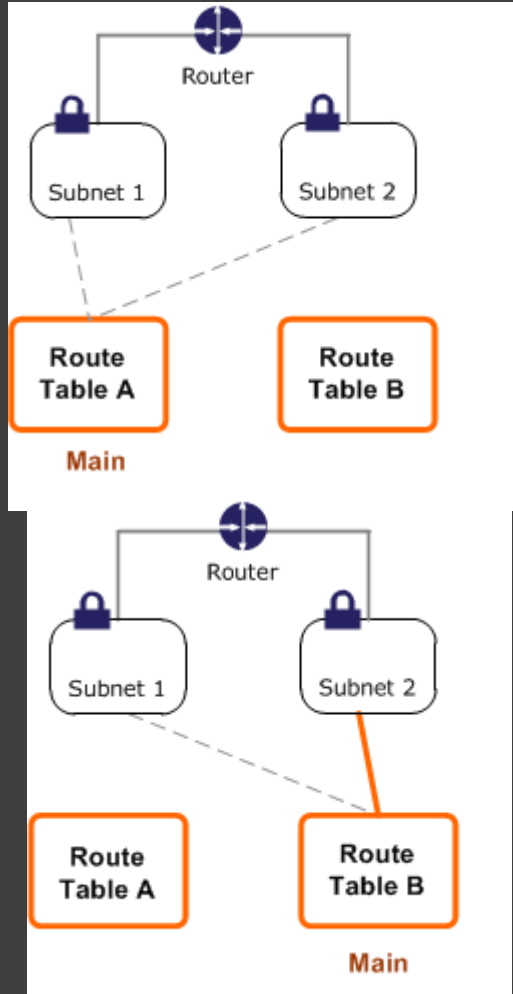 Router
Subnet 1
Subnet 2
Route
Table A
Route
Table B
Main
Router
Subnet 1
Subnet 2
Route
Table A
Route
Table B
Main